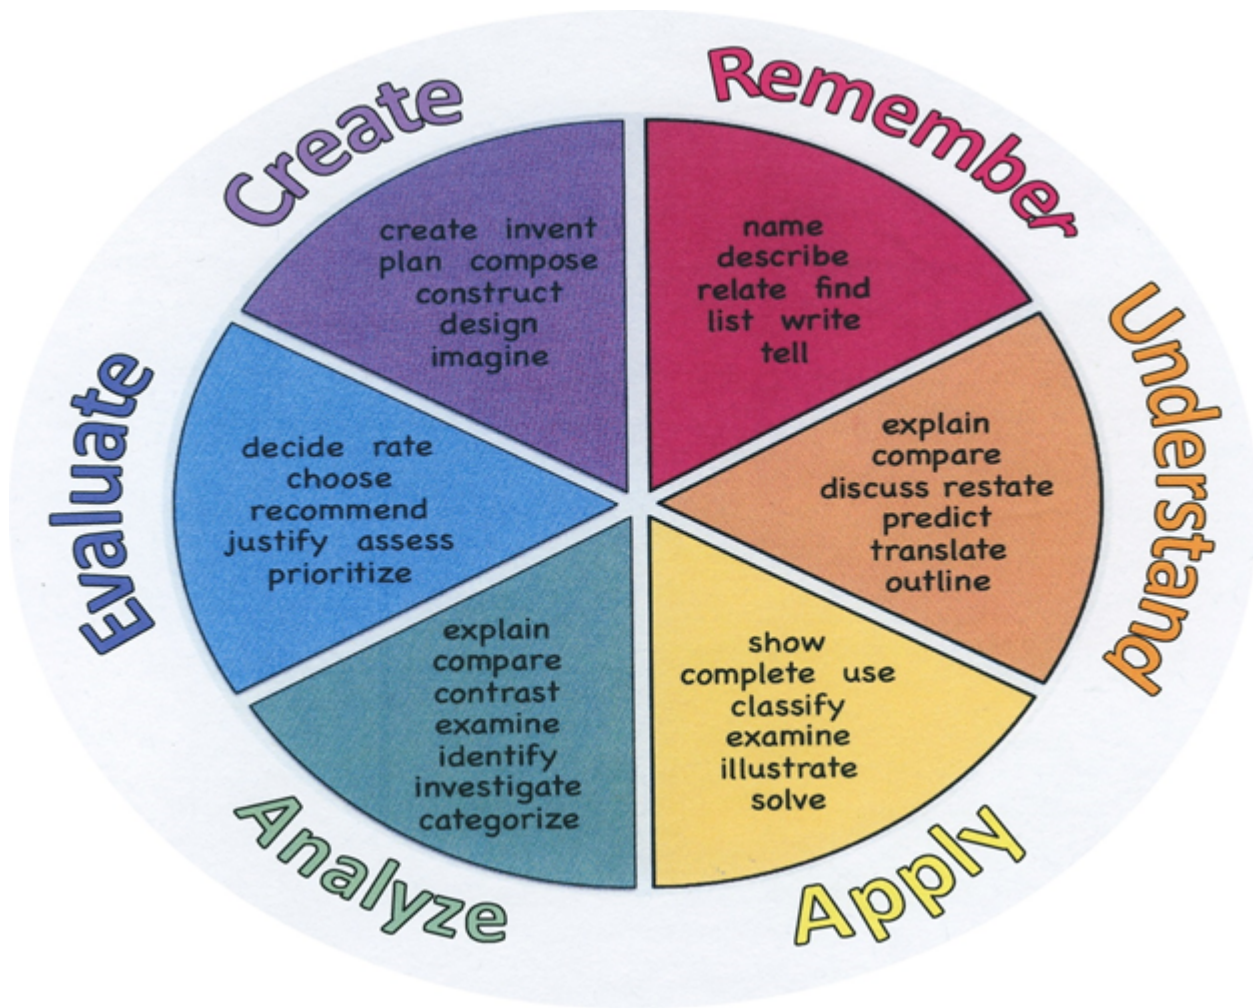 Remember
name
describe
relate find
list write
tell
Understand
explain
compare
discuss restate
predict
translate
outline
Apply
show
complete use
classify
examine
illustrate
solve
Analyze
explain
compare
contrast
examine
identify
investigate
categorize
Evaluate
decide rate
choose
recommend
justify assess
prioritize
Create
create invent
plan compose
construct
design
imagine